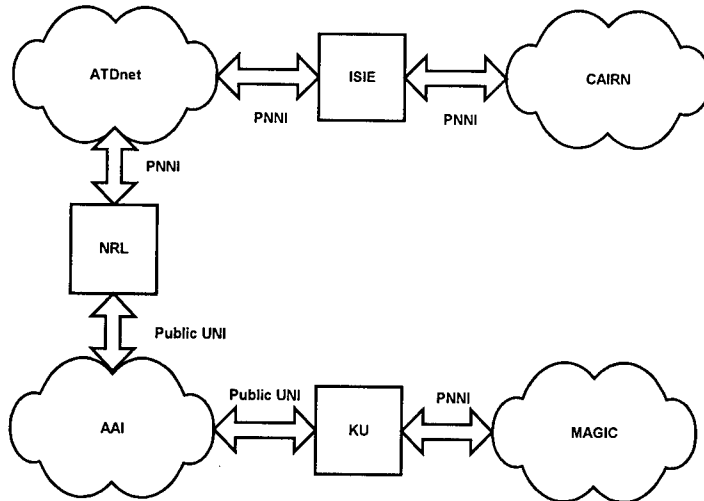 ATDnet
ISIE
CAIRN
PNNI
PNNI
PNNI
NRL
Public UNI
Public UNI
PNNI
AAI
KU
MAGIC